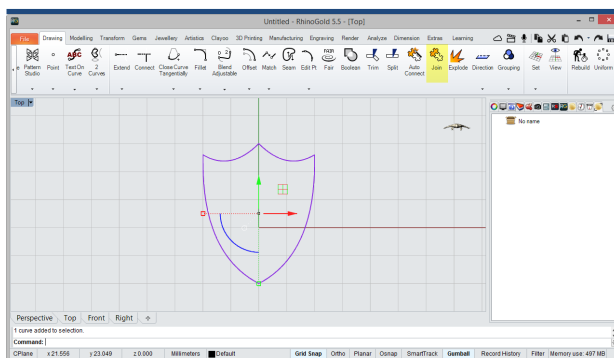 Untitled - RhinoGold 5.5 - [Top]
File Drawing Modelling Transform Gems Jewellery Artistics Clayoo 3D Printing Manufacturing Engraving Render Analyze Dimension Extras Learning
Pattern Studio Point Text On Curve 2 Curves Extend Connect Close Curve Tangentially Fillet Blend Adjustable Offset Match Seam Edit Pt Fair Boolean Trim Split Auto Connect Join Explode Direction Grouping Set View Rebuild Uniform
Top
No name
Perspective Top Front Right
1 curve added to selection.
Command:
CPlane x 21.556 y 23.049 z 0.000 Millimeters Default Grid Snap Ortho Planar Osnap SmartTrack Gumball Record History Filter Memory use: 497 MB